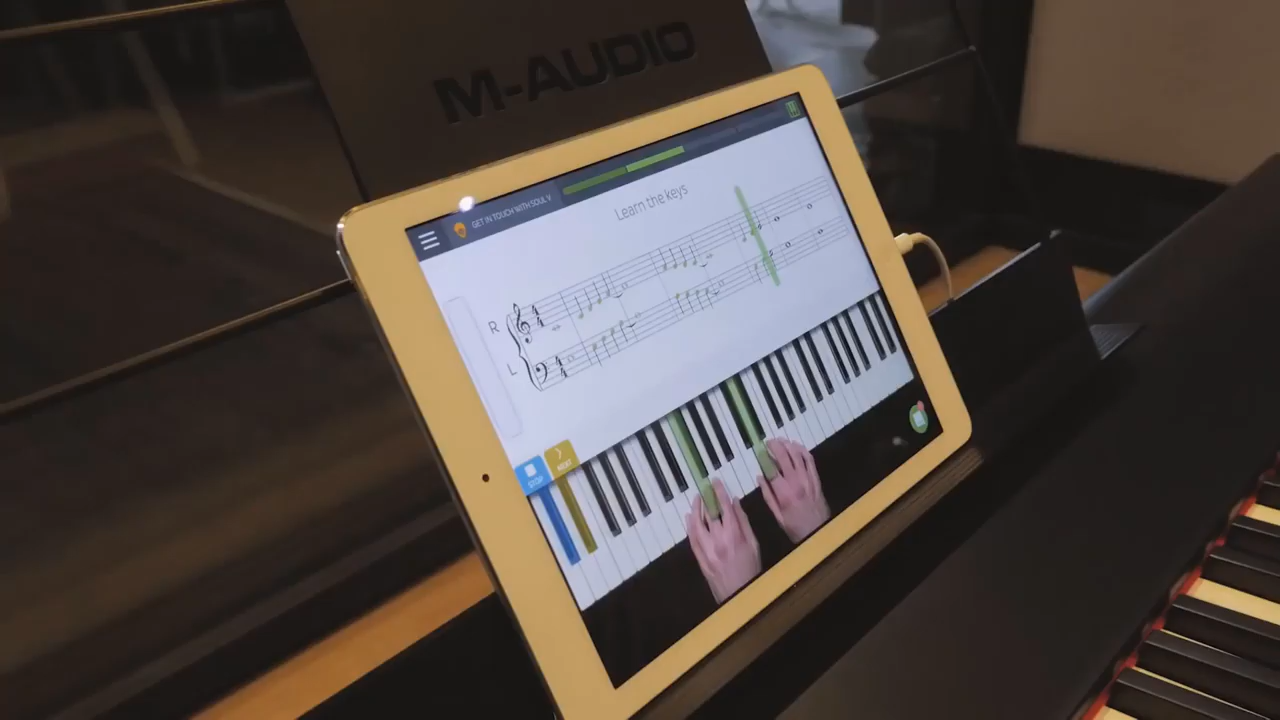 M-AUDIO
GET IN TOUCH WITH SOUL V
Learn the keys
R
L
STOP
NEXT